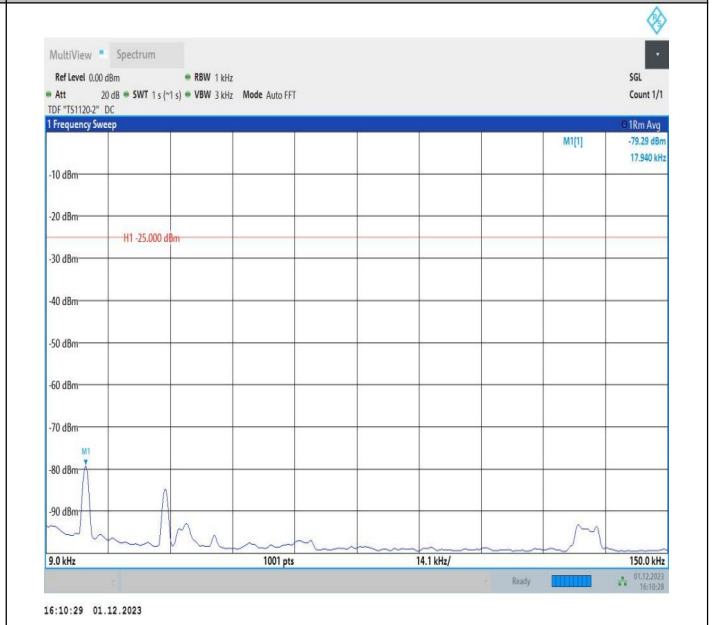 MultiView Spectrum
Ref Level 0.00 dBm RBW 1 kHz SGL
Att 20 dB SWT 1 s (~1 s) VBW 3 kHz Mode Auto FFT Count 1/1
TDF "TS1120-2" DC
1 Frequency Sweep 1Rm Avg
M1[1] -79.29 dBm
17.940 kHz
-10 dBm
-20 dBm
H1 -25.000 dBm
-30 dBm
-40 dBm
-50 dBm
-60 dBm
-70 dBm
M1
-80 dBm
-90 dBm
9.0 kHz 1001 pts 14.1 kHz/ 150.0 kHz
Ready 01.12.2023
16:10:28
16:10:29 01.12.2023